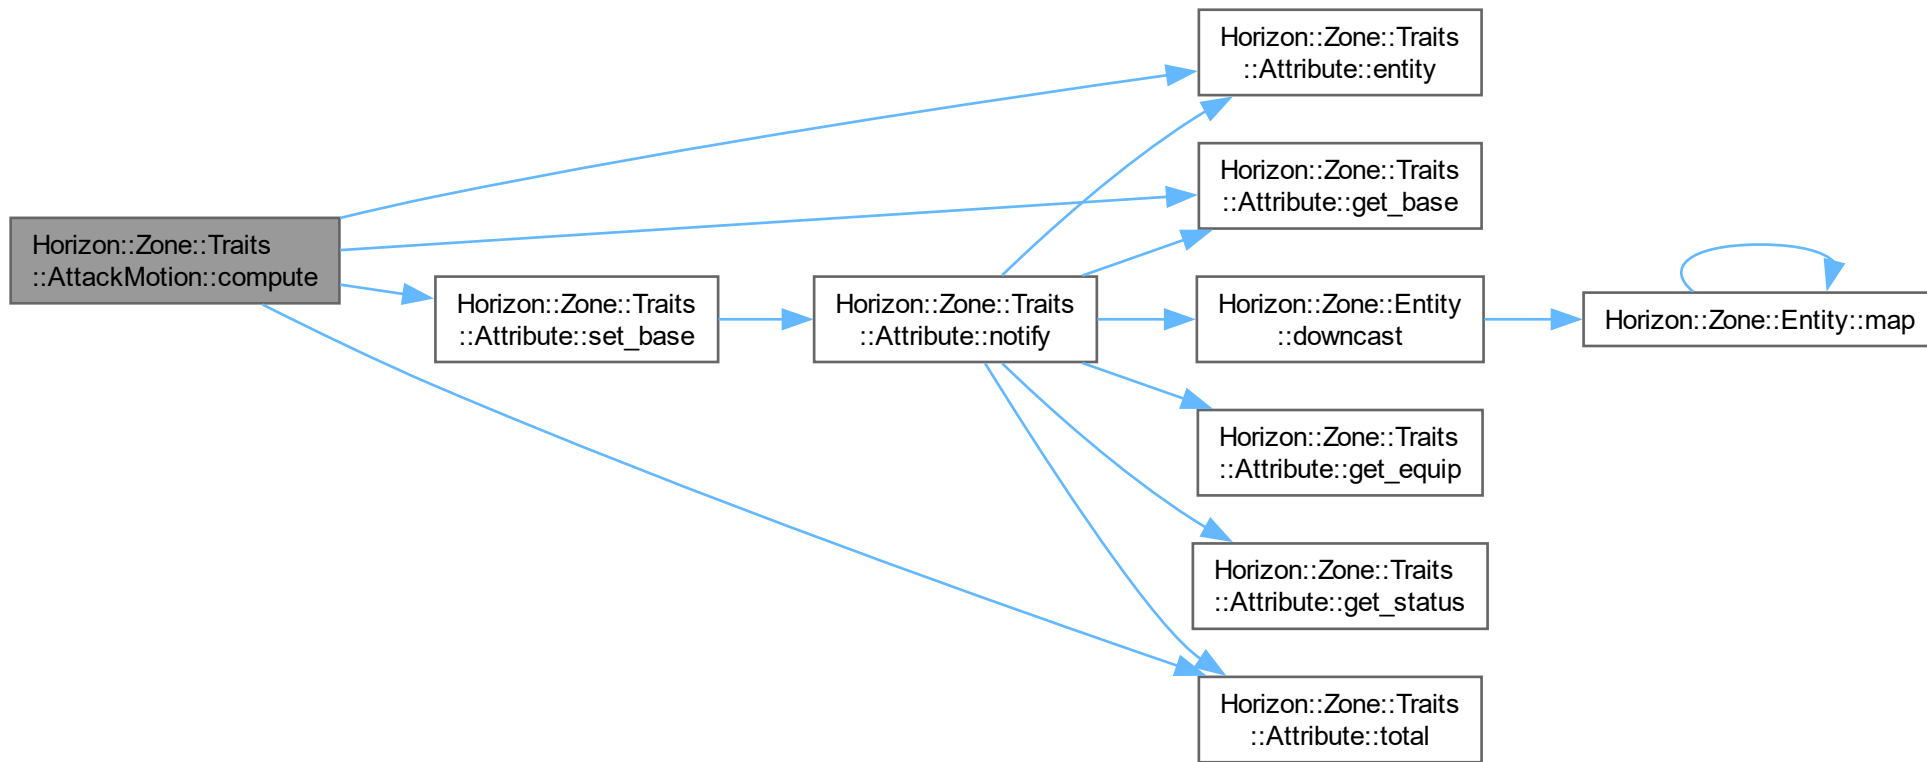 Horizon::Zone::Traits
::AttackMotion::compute
Horizon::Zone::Traits
::Attribute::set_base
Horizon::Zone::Traits
::Attribute::notify
Horizon::Zone::Traits
::Attribute::entity
Horizon::Zone::Traits
::Attribute::get_base
Horizon::Zone::Entity
::downcast
Horizon::Zone::Traits
::Attribute::get_equip
Horizon::Zone::Traits
::Attribute::get_status
Horizon::Zone::Traits
::Attribute::total
Horizon::Zone::Entity::map